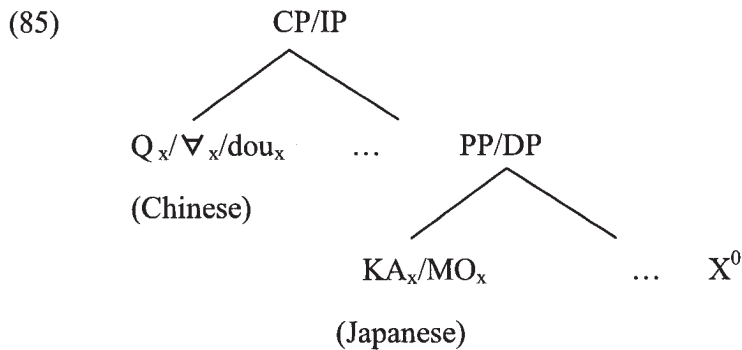 (85) CP/IP
Qₓ/∀ₓ/douₓ … PP/DP
(Chinese)
KAₓ/MOₓ … X⁰
(Japanese)